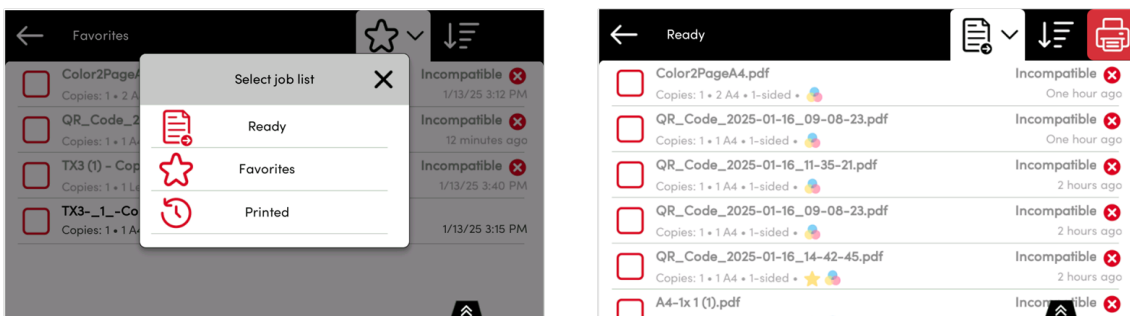 Favorites
Select job list
Color2PageA
Incompatible
Copies: 1 • 2 A
1/13/25 3:12 PM
Ready
QR_Code_2
Incompatible
Copies: 1 • 1 A
12 minutes ago
Favorites
TX3 (1) - Cop
Incompatible
Copies: 1 • 1 Le
1/13/25 3:40 PM
Printed
TX3-_1_-Co
Copies: 1 • 1 A
1/13/25 3:15 PM
Ready
Color2PageA4.pdf
Incompatible
Copies: 1 • 2 A4 • 1-sided •
One hour ago
QR_Code_2025-01-16_09-08-23.pdf
Incompatible
Copies: 1 • 1 A4 • 1-sided •
One hour ago
QR_Code_2025-01-16_11-35-21.pdf
Incompatible
Copies: 1 • 1 A4 • 1-sided •
2 hours ago
QR_Code_2025-01-16_09-08-23.pdf
Incompatible
Copies: 1 • 1 A4 • 1-sided •
2 hours ago
QR_Code_2025-01-16_14-42-45.pdf
Incompatible
Copies: 1 • 1 A4 • 1-sided •
2 hours ago
A4-1x 1 (1).pdf